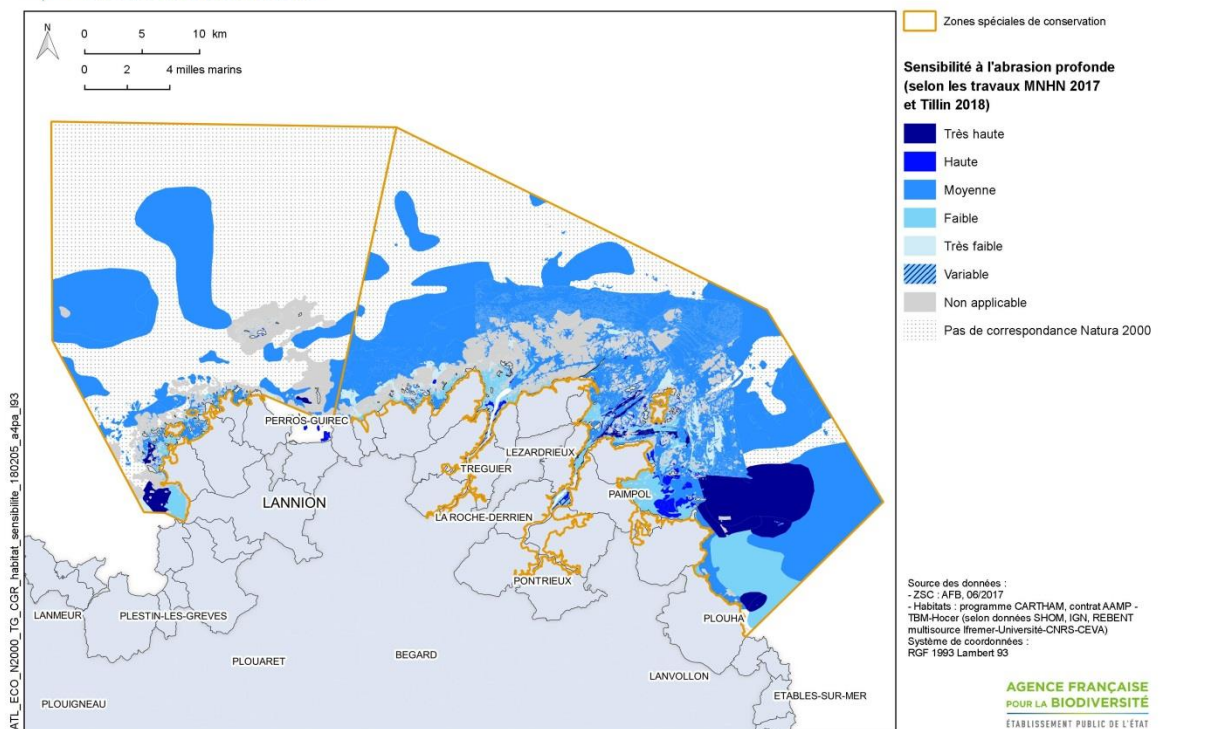 N
0 5 10 km
0 2 4 milles marins
PERROS-GUIREC
LEZARDRIEUX
TREGUIER
PAIMPOL
LANNION
LA ROCHE-DERRIEN
PONTRIEUX
LANMEUR
PLESTIN-LES-GREVES
PLOUHA
PLOUARET
BEGARD
LANVOLLON
ETABLES-SUR-MER
PLOUIGNEAU
ATL_ECO_N2000_TG_CGR_habitat_sensibilite_180205_a4pa_l93
Zones spéciales de conservation
Sensibilité à l'abrasion profonde
(selon les travaux MNHN 2017
et Tillin 2018)
Très haute
Haute
Moyenne
Faible
Très faible
Variable
Non applicable
Pas de correspondance Natura 2000
Source des données :
- ZSC : AFB, 06/2017
- Habitats : programme CARTHAM, contrat AAMP -
TBM-Hocer (selon données SHOM, IGN, REBENT
multisource Ifremer-Université-CNRS-CEVA)
Système de coordonnées :
RGF 1993 Lambert 93
AGENCE FRANÇAISE
POUR LA BIODIVERSITÉ
ÉTABLISSEMENT PUBLIC DE L'ÉTAT